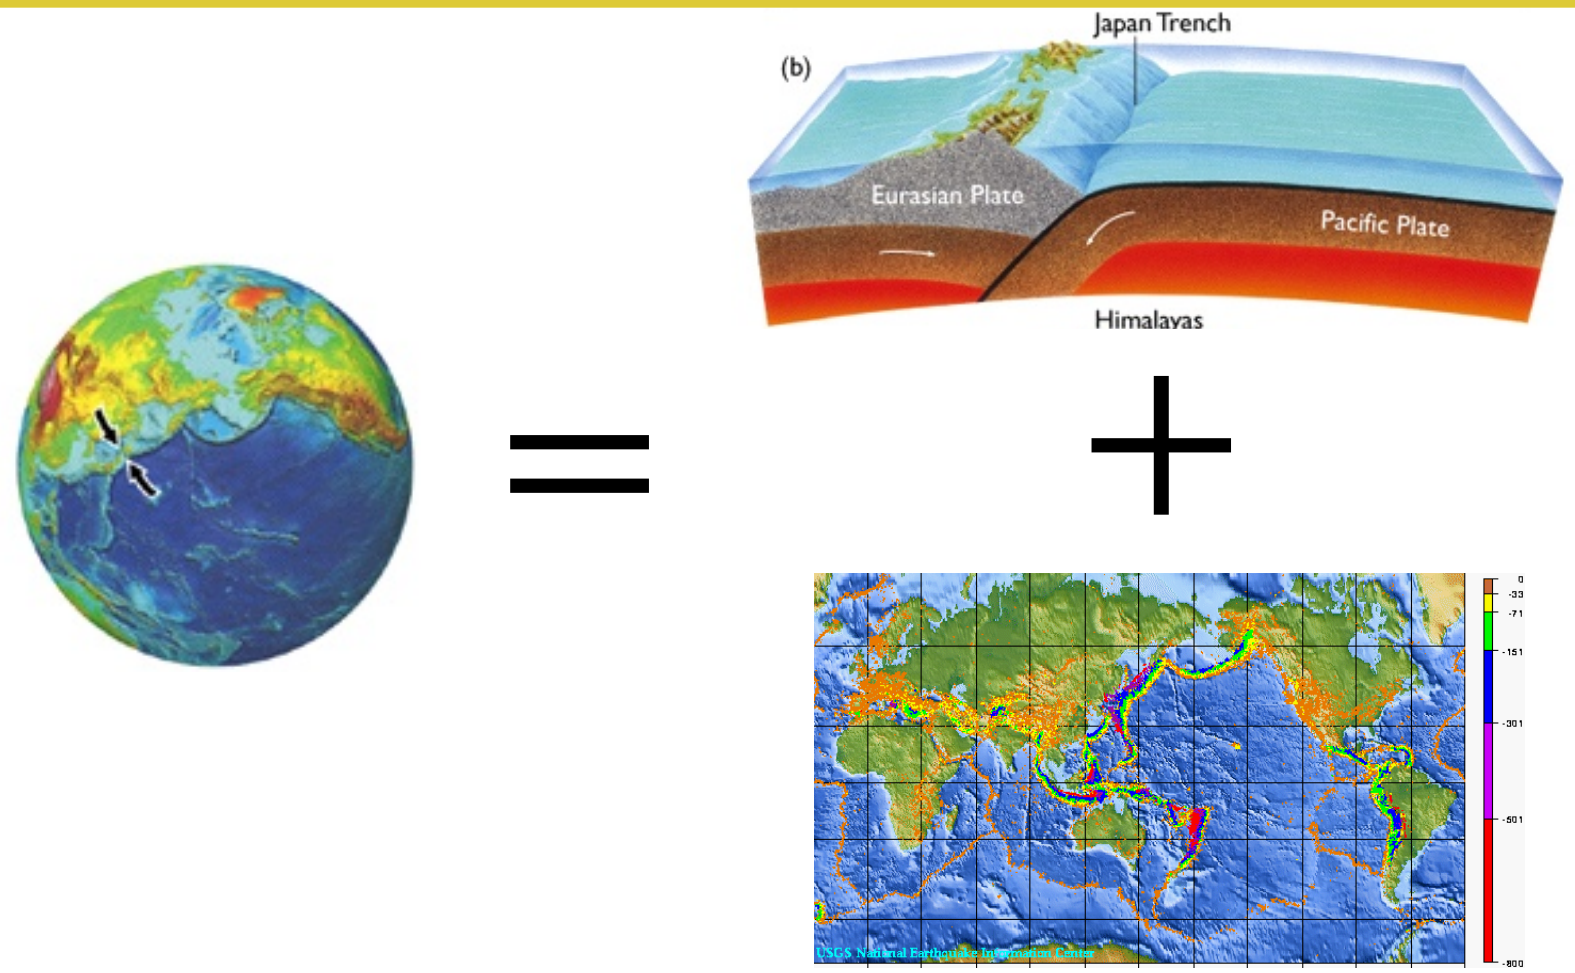 Japan Trench
(b)
Eurasian Plate
Pacific Plate
Himalayas
0
-33
-71
-151
-301
-501
-800
USGS National Earthquake Information Center